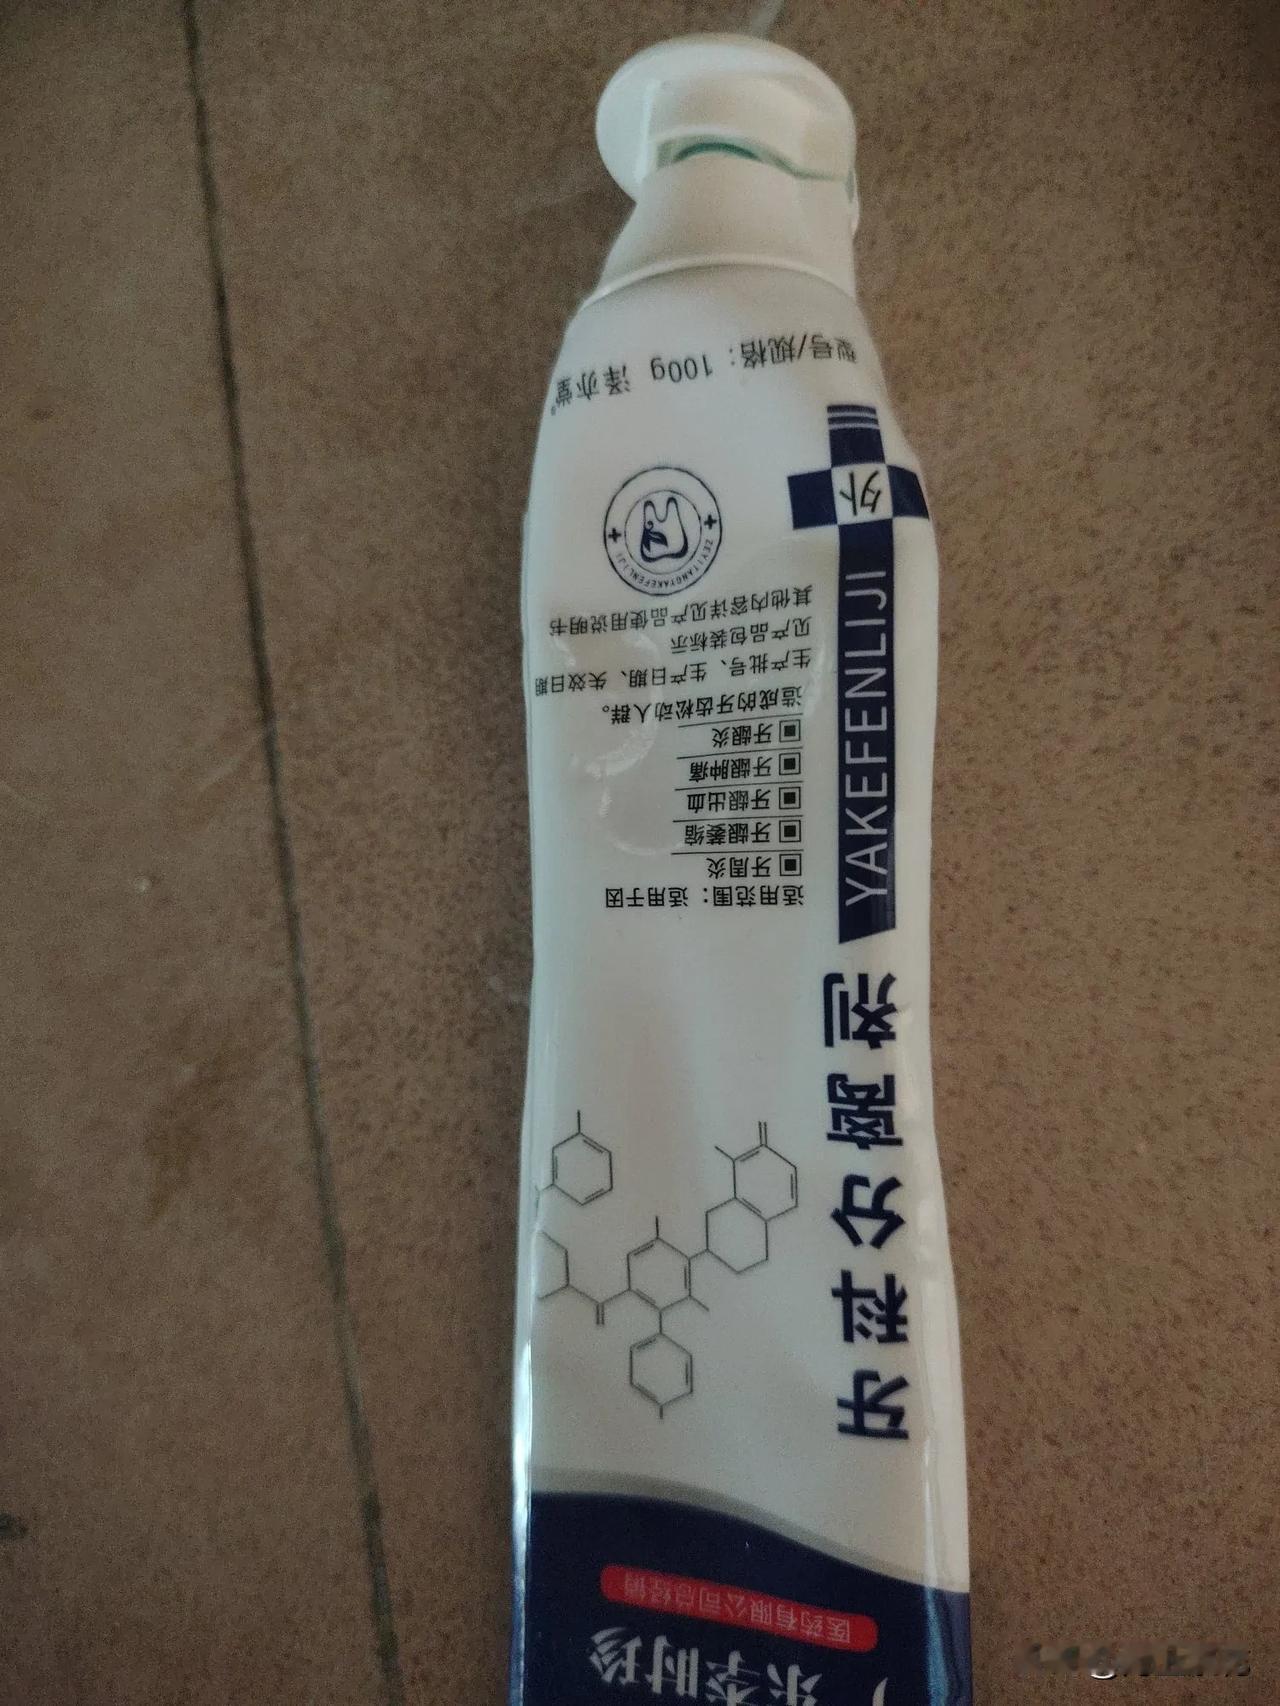 乐李时珍
医药有限公司总经销
牙科分离剂
YAKEFENLIJI
外
适用范围：适用于因
牙周炎
牙龈萎缩
牙龈出血
牙龈肿痛
牙龈炎
造成的牙齿松动人群。
生产批号、生产日期、失效日期
见产品包装标示
其他内容详见产品使用说明书
ZEYITANGYAKEFENLIJI
型号/规格：100g 泽亦堂®